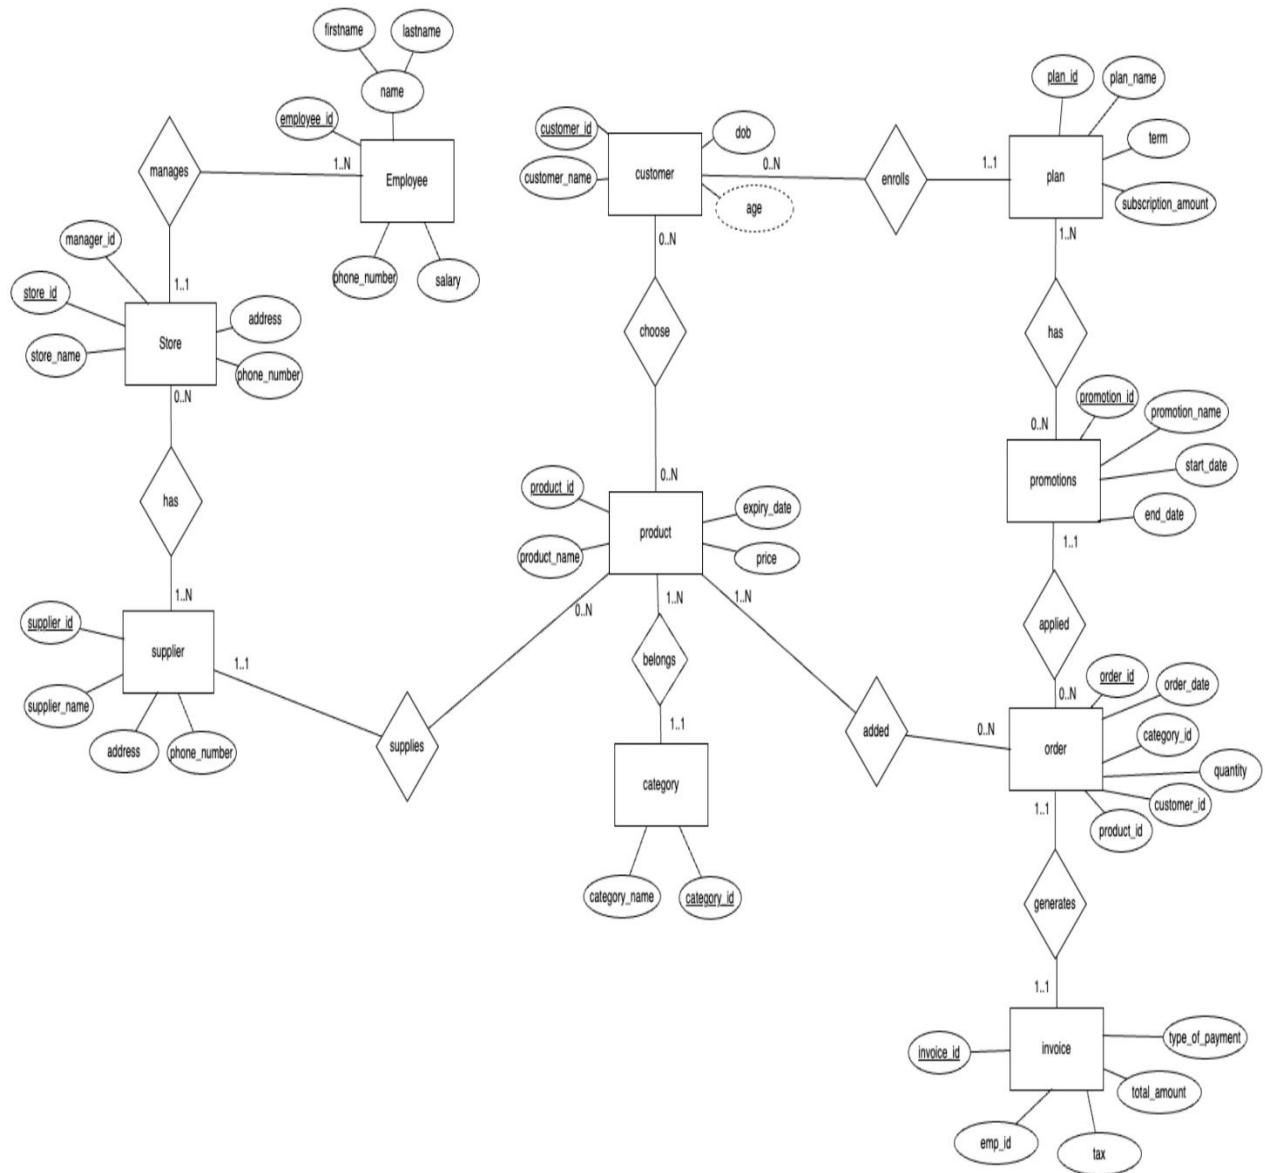 firstname
lastname
name
employee_id
Employee
phone_number
salary
manages
1..N
1..1
manager_id
store_id
store_name
Store
address
phone_number
0..N
has
1..N
supplier_id
supplier_name
supplier
address
phone_number
1..1
supplies
0..N
customer_id
customer_name
customer
dob
age
0..N
enrolls
1..1
0..N
choose
0..N
product_id
product_name
product
expiry_date
price
1..N
belongs
1..1
category
category_name
category_id
1..N
added
0..N
plan_id
plan_name
term
subscription_amount
plan
1..N
has
0..N
promotion_id
promotion_name
start_date
end_date
promotions
1..1
applied
0..N
order_id
order_date
category_id
quantity
customer_id
product_id
order
1..1
generates
1..1
invoice_id
invoice
type_of_payment
total_amount
emp_id
tax